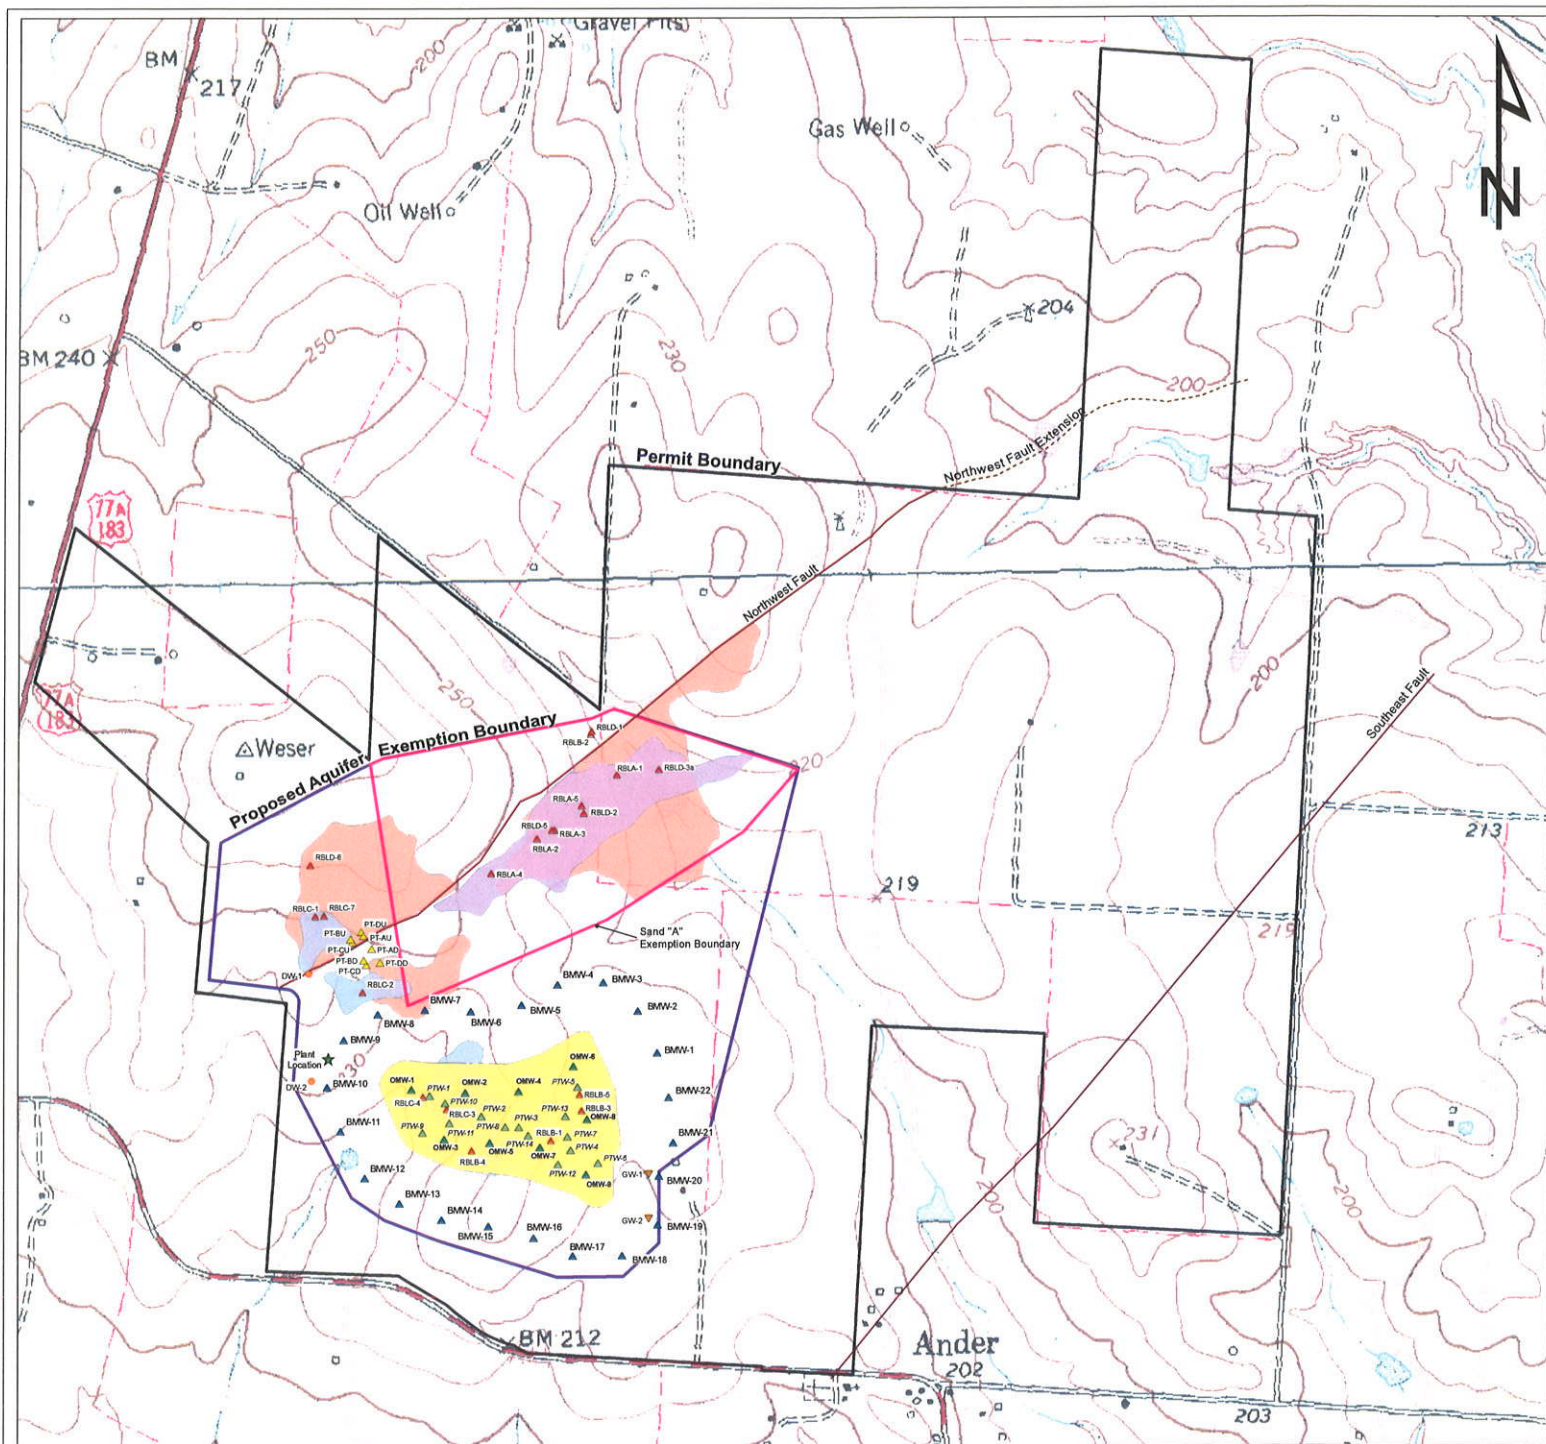 Gravel Pits
BM
217
200
Gas Well
Oil Well
204
BM 240
250
230
200
Northwest Fault Extension
Permit Boundary
77A
183
Northwest Fault
200
Southeast Fault
250
77A
183
Weser
Proposed Aquifer Exemption Boundary
RBLD-1
RBLB-2
RBLA-1
RBLD-3a
220
RBLA-5
RBLD-2
213
RBLD-5
RBLA-3
RBLA-2
RBLD-6
RBLA-4
219
RBLC-1
RBLC-7
PT-DU
PT-BU
PT-AU
219
Sand "A"
Exemption Boundary
PT-CU
PT-AD
PT-BD
PT-DD
PT-CD
DW-1
RBLC-2
BMW-4
BMW-3
BMW-7
BMW-5
BMW-2
BMW-8
BMW-6
BMW-9
BMW-1
Plant
Location
OMW-6
230
DW-2
BMW-10
OMW-1
PTW-1
OMW-2
OMW-4
PTW-5
RBLB-5
BMW-22
RBLC-4
PTW-10
RBLC-3
PTW-2
PTW-3
PTW-13
RBLB-3
OMW-8
BMW-11
PTW-9
PTW-11
PTW-8
RBLB-1
PTW-7
BMW-21
231
OMW-3
PTW-14
PTW-4
RBLB-4
OMW-5
OMW-7
PTW-6
BMW-12
PTW-12
OMW-9
GW-1
BMW-20
200
200
BMW-13
BMW-14
GW-2
BMW-19
BMW-15
BMW-16
BMW-17
BMW-18
BM 212
Ander
202
203
N